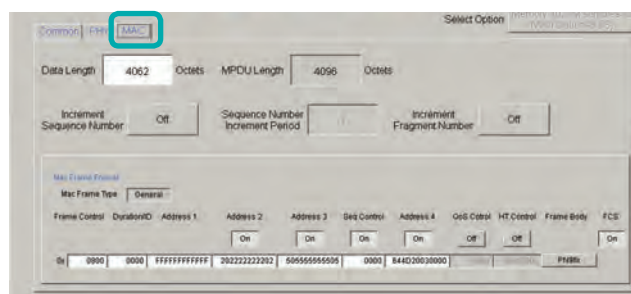 Select Option
Common PHY MAC
Data Length 4062 Octets MPDU Length 4096 Octets
Increment Sequence Number Off Sequence Number Increment Period Increment Fragment Number Off
Mac Frame Format
Mac Frame Type General
Frame Control Duration/ID Address 1 Address 2 Address 3 Seq Control Address 4 QoS Cotrol HT Control Frame Body FCS
On On On On Off Off On
0x 0800 0000 FFFFFFFFFFFF 202222222202 505555555505 0000 844D20030000 PN9fix